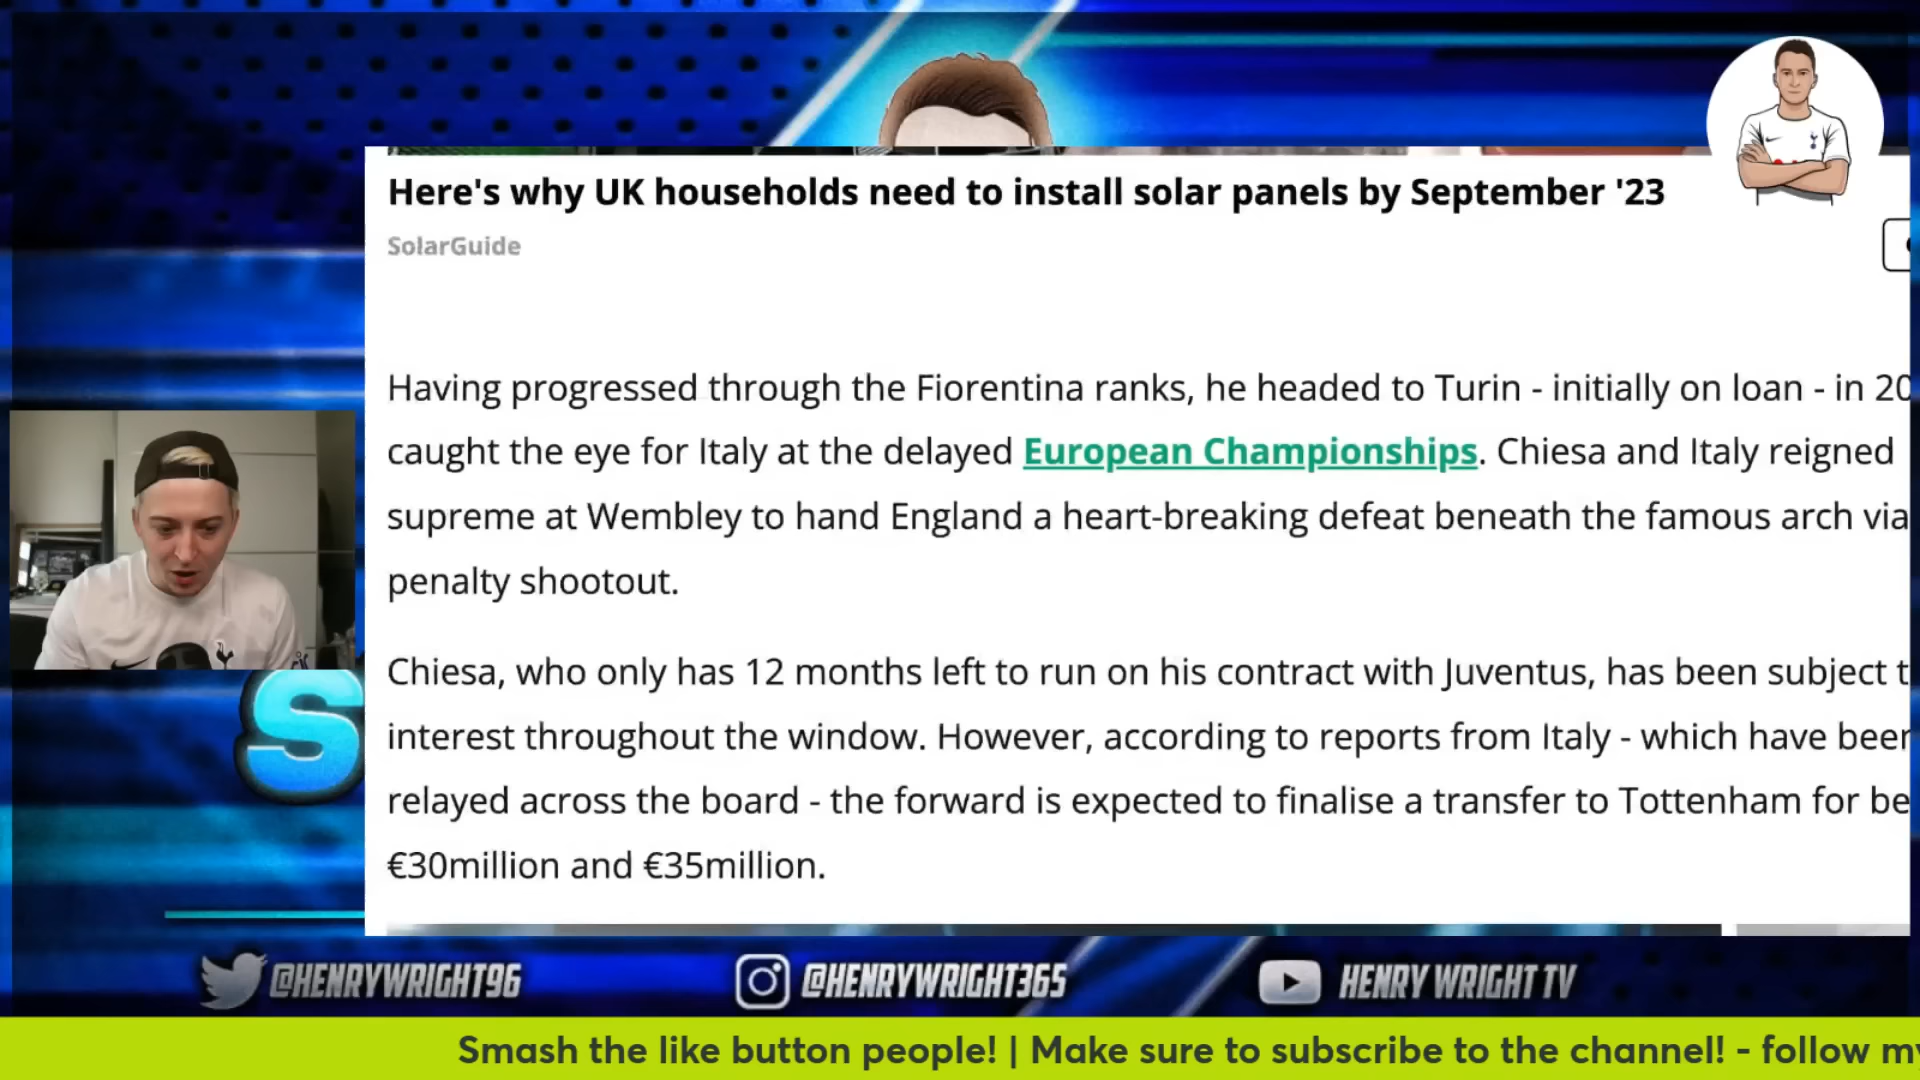 Here's why UK households need to install solar panels by September '23
SolarGuide
Having progressed through the Fiorentina ranks, he headed to Turin - initially on loan - in 20
caught the eye for Italy at the delayed European Championships. Chiesa and Italy reigned
supreme at Wembley to hand England a heart-breaking defeat beneath the famous arch via
penalty shootout.
Chiesa, who only has 12 months left to run on his contract with Juventus, has been subject t
interest throughout the window. However, according to reports from Italy - which have been
relayed across the board - the forward is expected to finalise a transfer to Tottenham for be
€30million and €35million.
S
@HENRYWRIGHT96 @HENRYWRIGHT365 HENRY WRIGHT TV
Smash the like button people! | Make sure to subscribe to the channel! - follow my